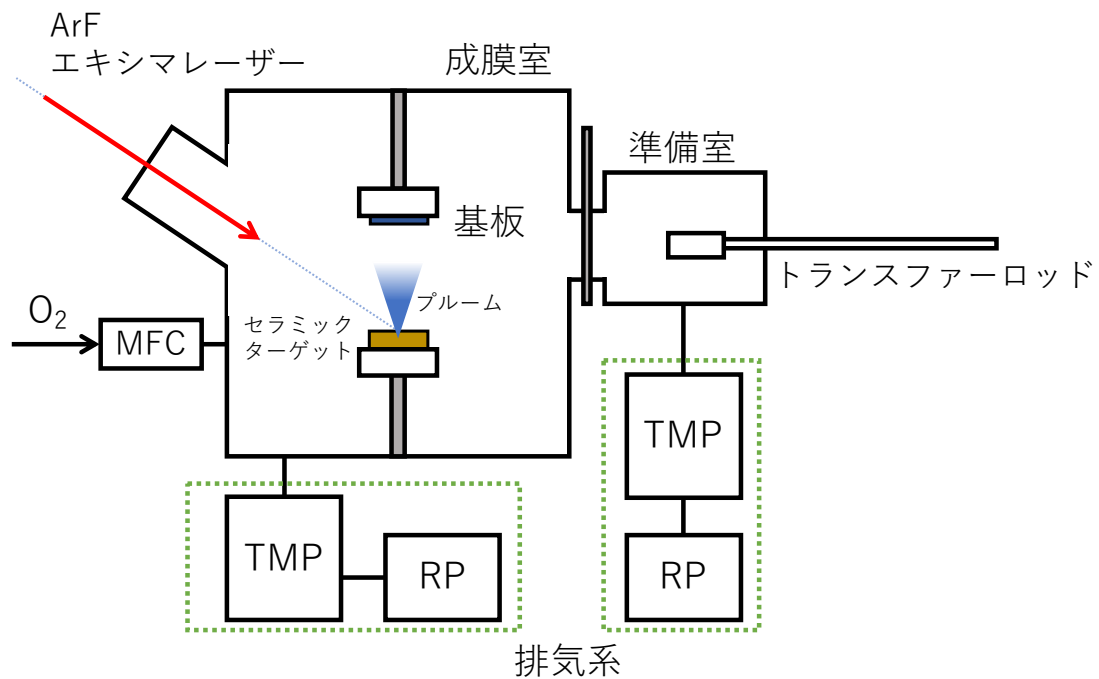 ArF
エキシマレーザー
成膜室
準備室
基板
トランスファーロッド
プルーム
O₂
MFC
セラミック
ターゲット
TMP
RP
TMP
RP
排気系